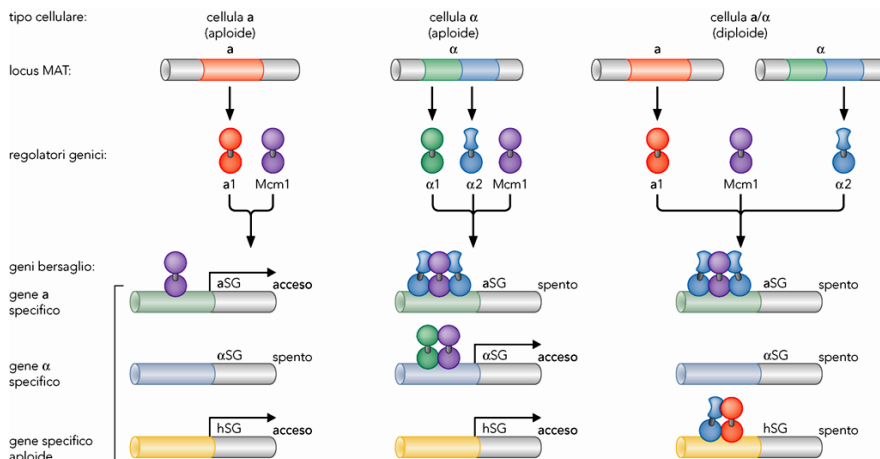 tipo cellulare:
cellula a
(aploide)
cellula α
(aploide)
cellula a/α
(diploide)
locus MAT:
a
α
a
α
regolatori genici:
a1
Mcm1
α1
α2
Mcm1
a1
Mcm1
α2
geni bersaglio:
gene a
specifico
aSG
acceso
aSG
spento
aSG
spento
gene α
specifico
αSG
spento
αSG
acceso
αSG
spento
gene specifico
aploide
hSG
acceso
hSG
acceso
hSG
spento